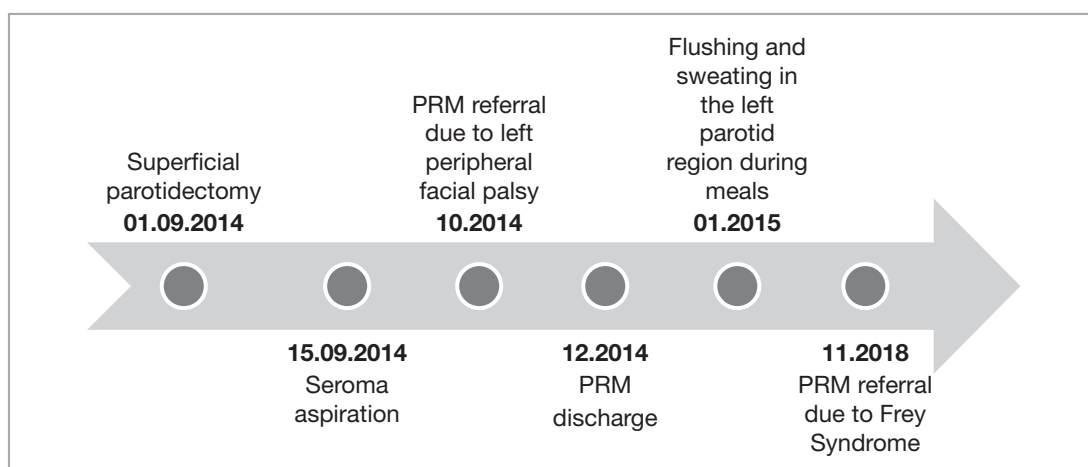 Superficial
parotidectomy
01.09.2014
15.09.2014
Seroma
aspiration
PRM referral
due to left
peripheral
facial palsy
10.2014
12.2014
PRM
discharge
Flushing and
sweating in
the left
parotid
region during
meals
01.2015
11.2018
PRM referral
due to Frey
Syndrome